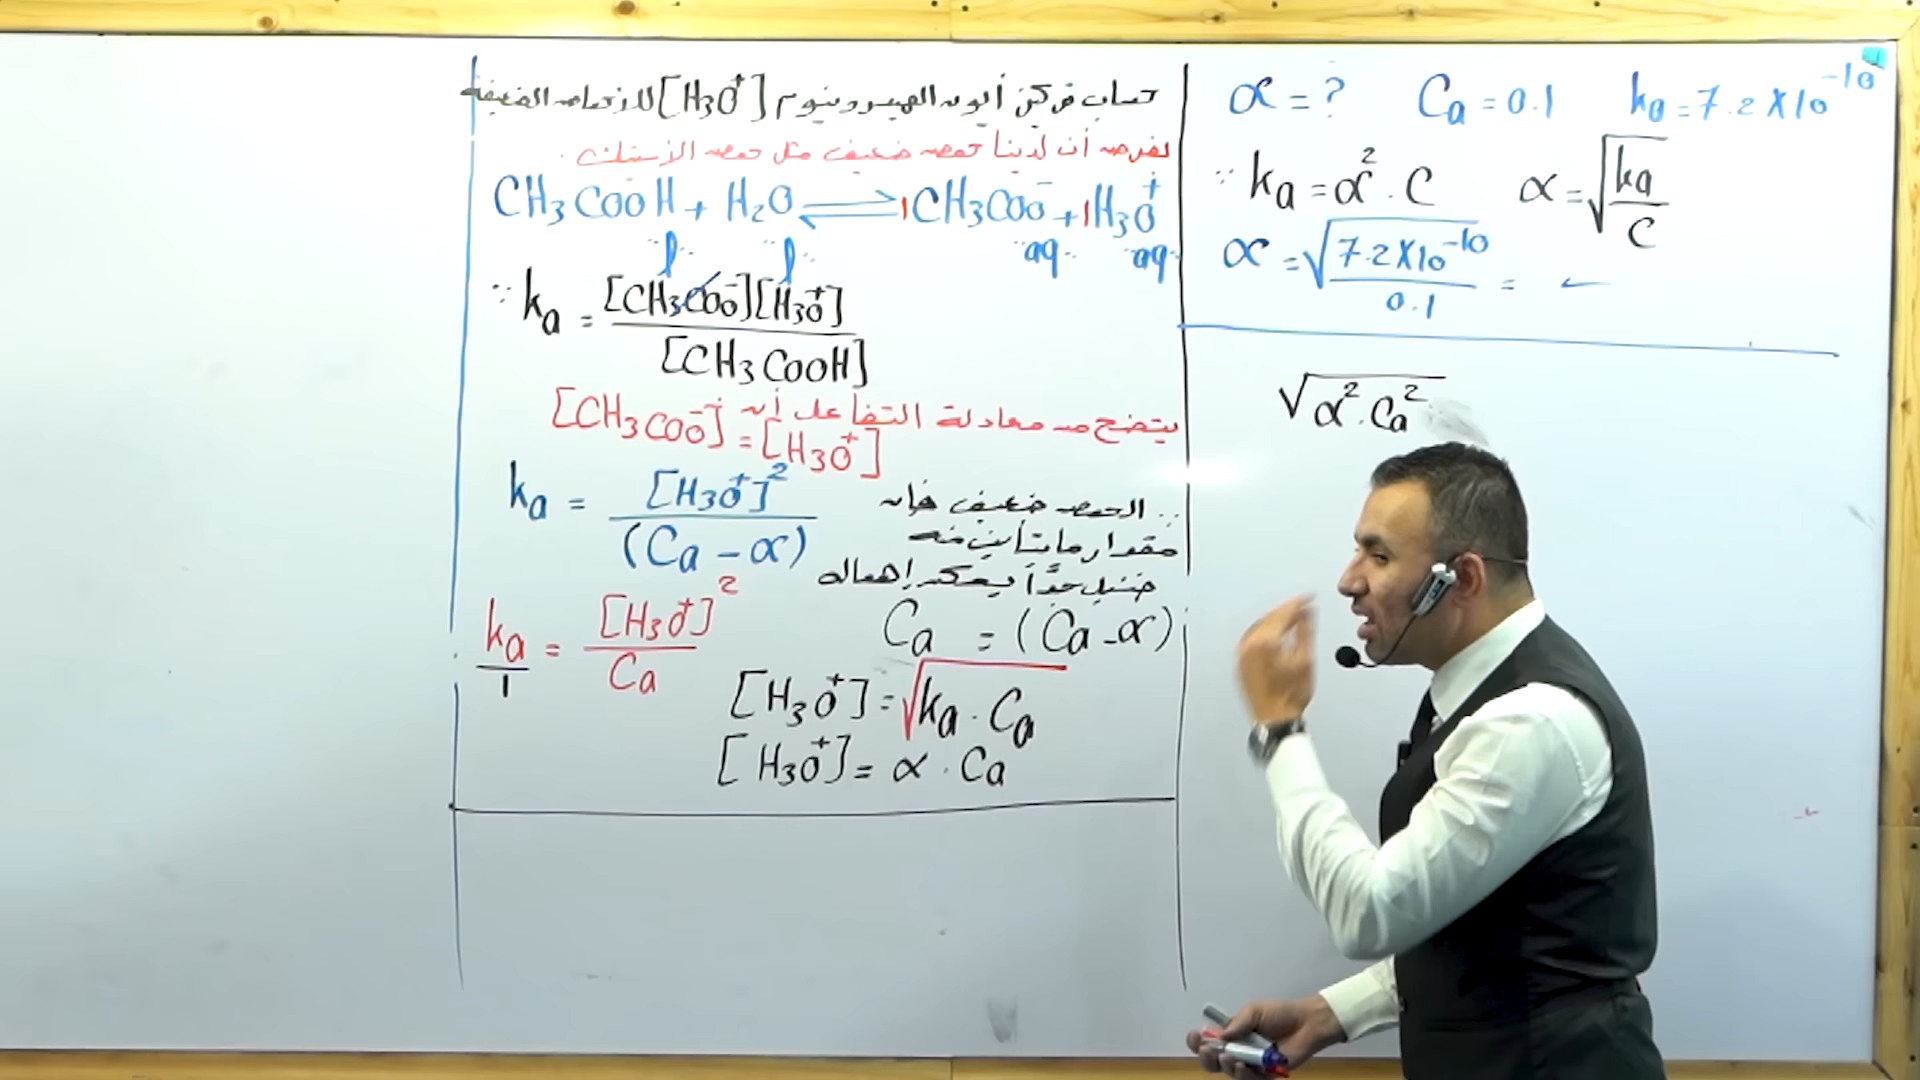 حساب تركيز أيون الهيدرونيوم [H3O+] للأحماض الضعيفة
نفرض أن لدينا حمض ضعيف مثل حمض الأستيك.
CH3COOH + H2O ⇌ 1CH3COO- + 1H3O+
l l aq aq
∵ ka = [CH3COO-][H3O+] / [CH3COOH]
يتضح من معادلة التفاعل أن [CH3COO-] = [H3O+]
ka = [H3O+]² / (Ca - α)
∵ الحمض ضعيف فإن
مقدار ما يتأين منه
ضئيل جداً يمكن إهماله
Ca = (Ca - α)
ka/1 = [H3O+]² / Ca
[H3O+] = √ka . Ca
[H3O+] = α . Ca
α = ? Ca = 0.1 ka = 7.2 X 10^-10
∵ ka = α² . C α = √ka/C
α = √7.2 X 10^-10 / 0.1 =
√α² . Ca²